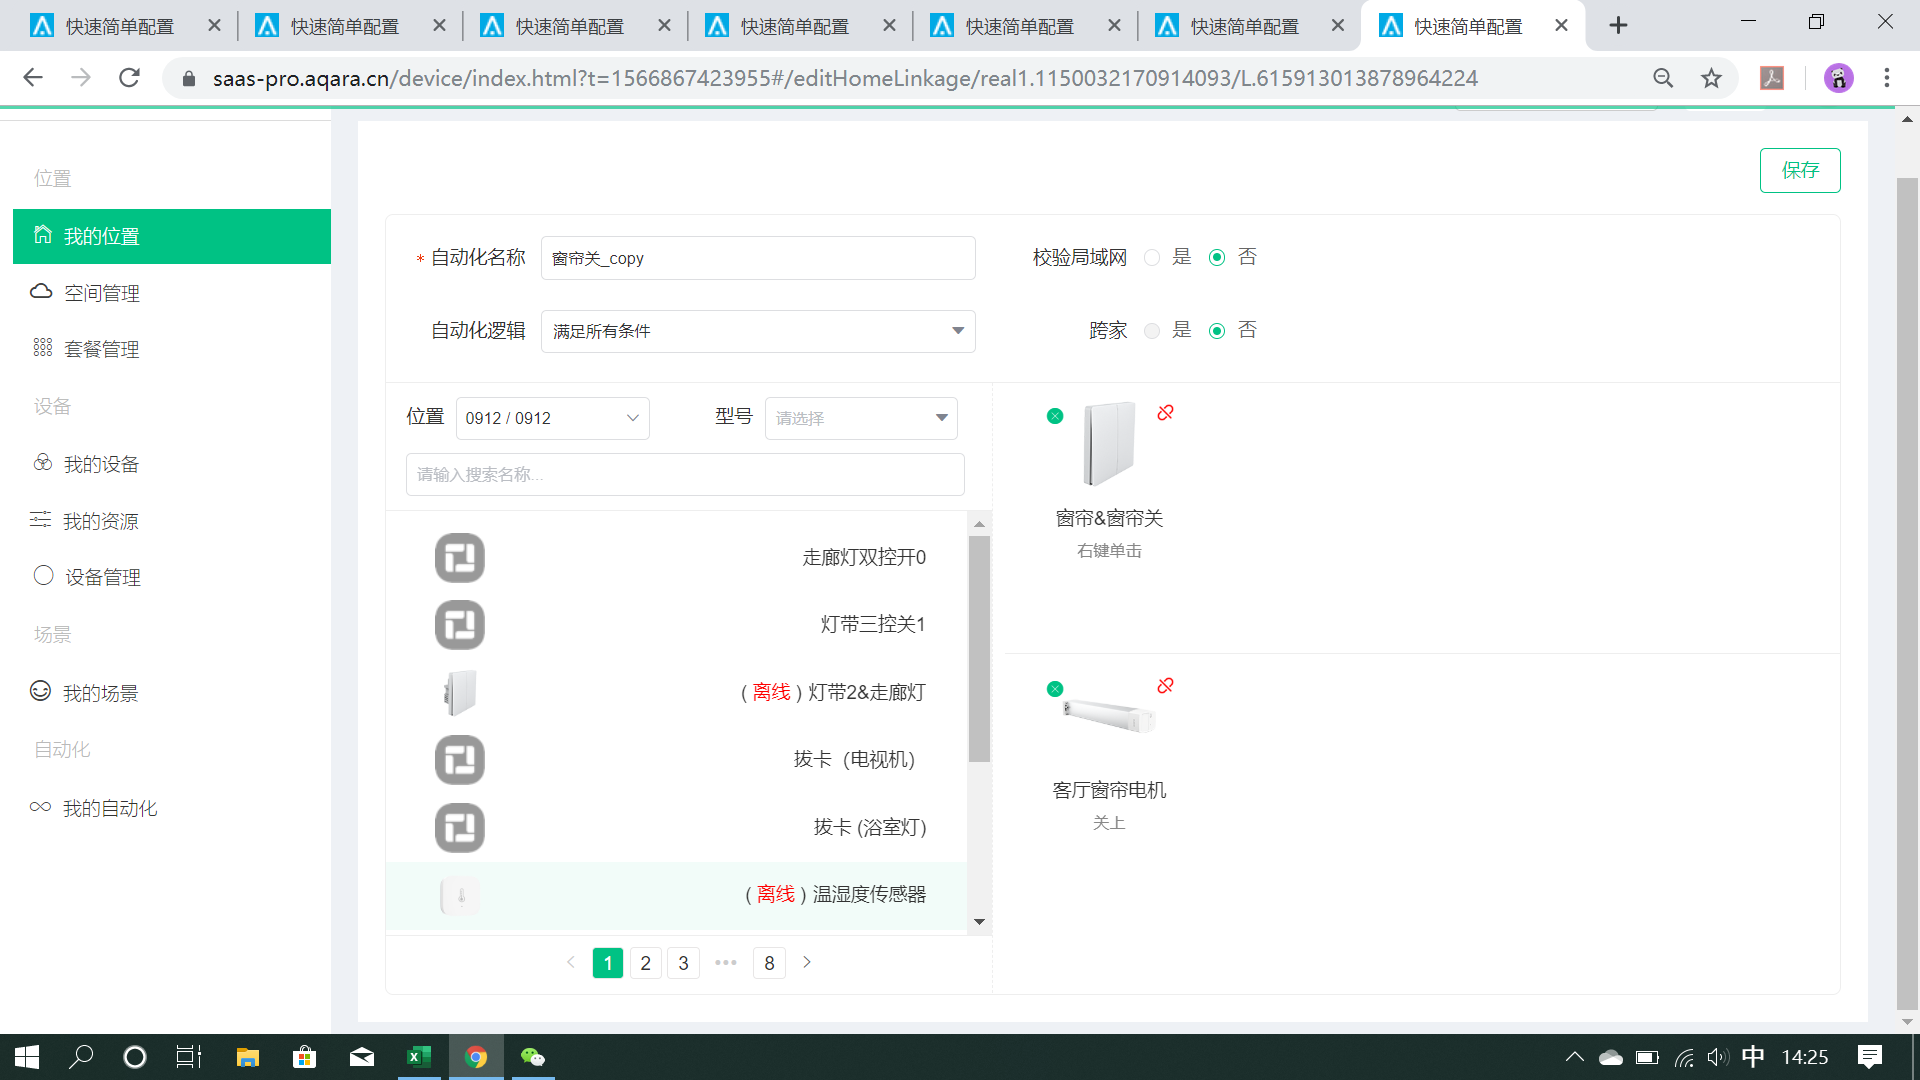 快速简单配置
快速简单配置
快速简单配置
快速简单配置
快速简单配置
快速简单配置
快速简单配置
saas-pro.aqara.cn/device/index.html?t=1566867423955#/editHomeLinkage/real1.1150032170914093/L.615913013878964224
位置
我的位置
空间管理
套餐管理
设备
我的设备
我的资源
设备管理
场景
我的场景
自动化
我的自动化
保存
* 自动化名称 窗帘关_copy 校验局域网 是 否
自动化逻辑 满足所有条件 跨家 是 否
位置 0912 / 0912 型号 请选择
请输入搜索名称...
走廊灯双控开0
灯带三控关1
( 离线 ) 灯带2&走廊灯
拔卡（电视机）
拔卡 (浴室灯)
( 离线 ) 温湿度传感器
1 2 3 ••• 8
窗帘&窗帘关
右键单击
客厅窗帘电机
关上
中 14:25